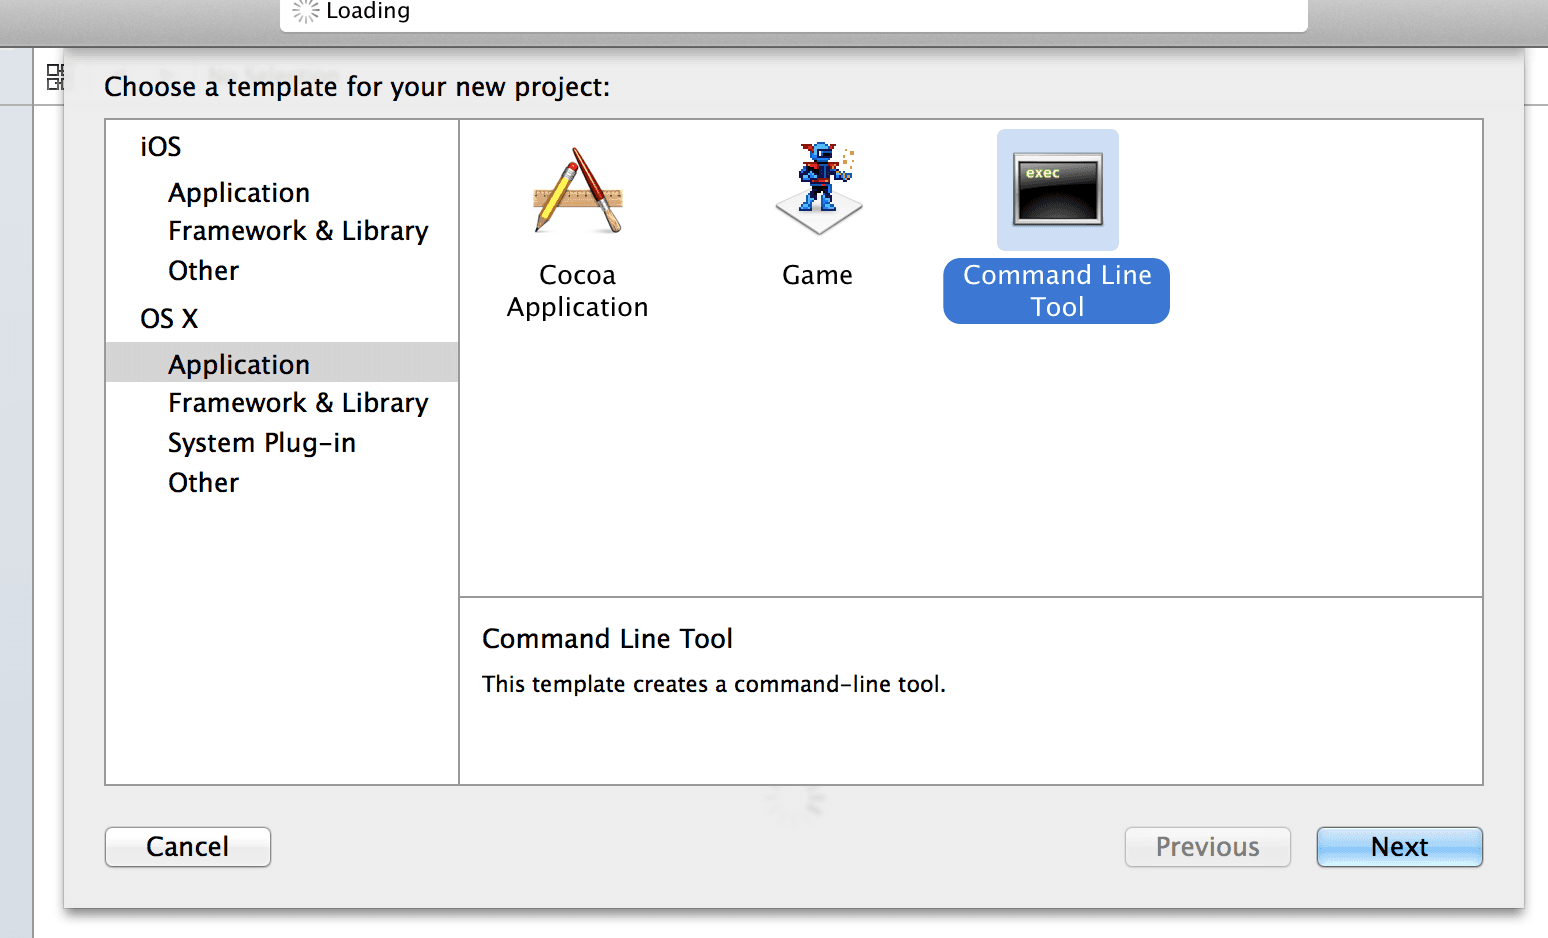 Loading
Choose a template for your new project:
iOS
Application
Framework & Library
Other
OS X
Application
Framework & Library
System Plug-in
Other
Cocoa
Application
Game
exec
Command Line
Tool
Command Line Tool
This template creates a command-line tool.
Cancel
Previous
Next